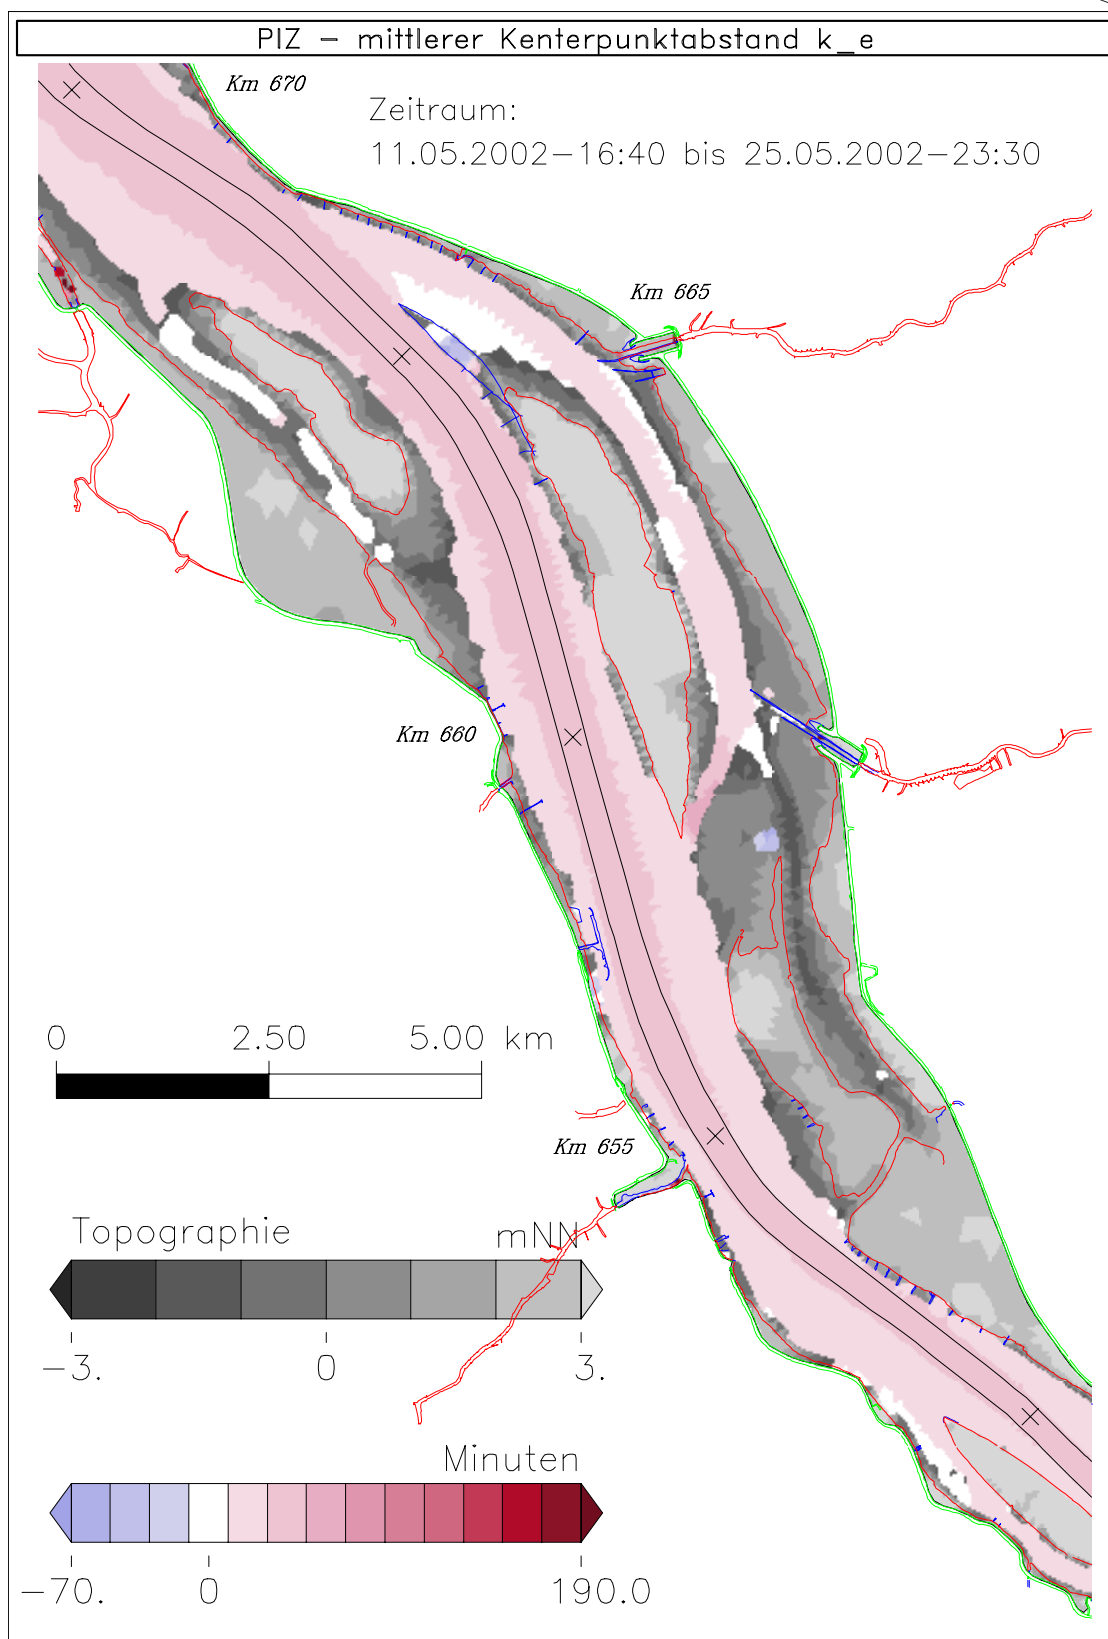 PIZ – mittlerer Kenterpunktabstand k_e
Km 670
Zeitraum:
11.05.2002–16:40 bis 25.05.2002–23:30
Km 665
Km 660
0 2.50 5.00 km
Km 655
Topographie mNN
–3. 0 3.
Minuten
–70. 0 190.0